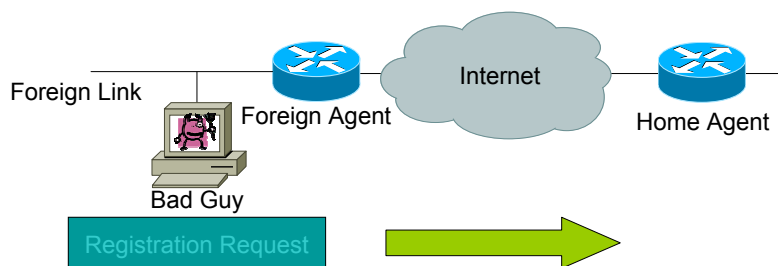 Internet
Foreign Link
Foreign Agent
Home Agent
Bad Guy
Registration Request